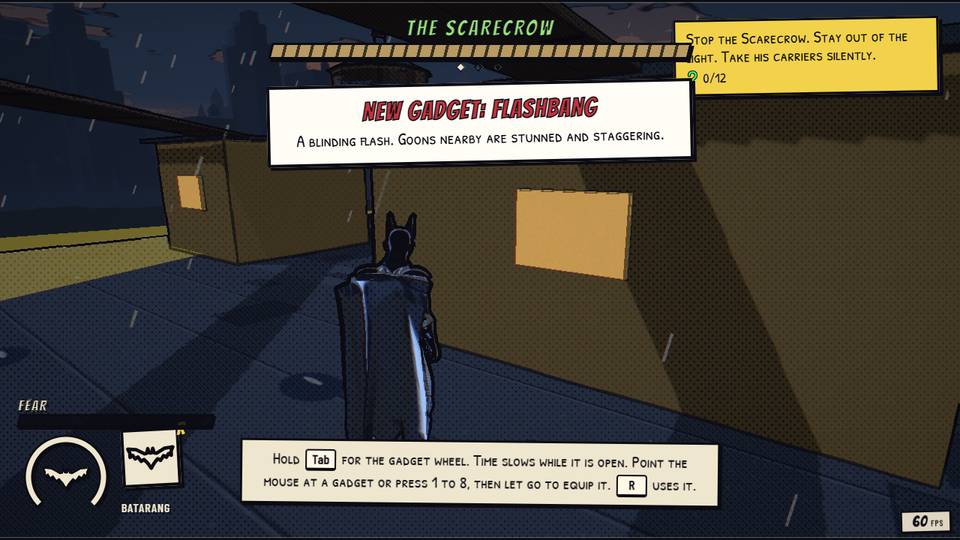 THE SCARECROW
STOP THE SCARECROW. STAY OUT OF THE
LIGHT. TAKE HIS CARRIERS SILENTLY.
? 0/12
NEW GADGET: FLASHBANG
A BLINDING FLASH. GOONS NEARBY ARE STUNNED AND STAGGERING.
FEAR
BATARANG
HOLD Tab FOR THE GADGET WHEEL. TIME SLOWS WHILE IT IS OPEN. POINT THE
MOUSE AT A GADGET OR PRESS 1 TO 8, THEN LET GO TO EQUIP IT. R USES IT.
60 FPS